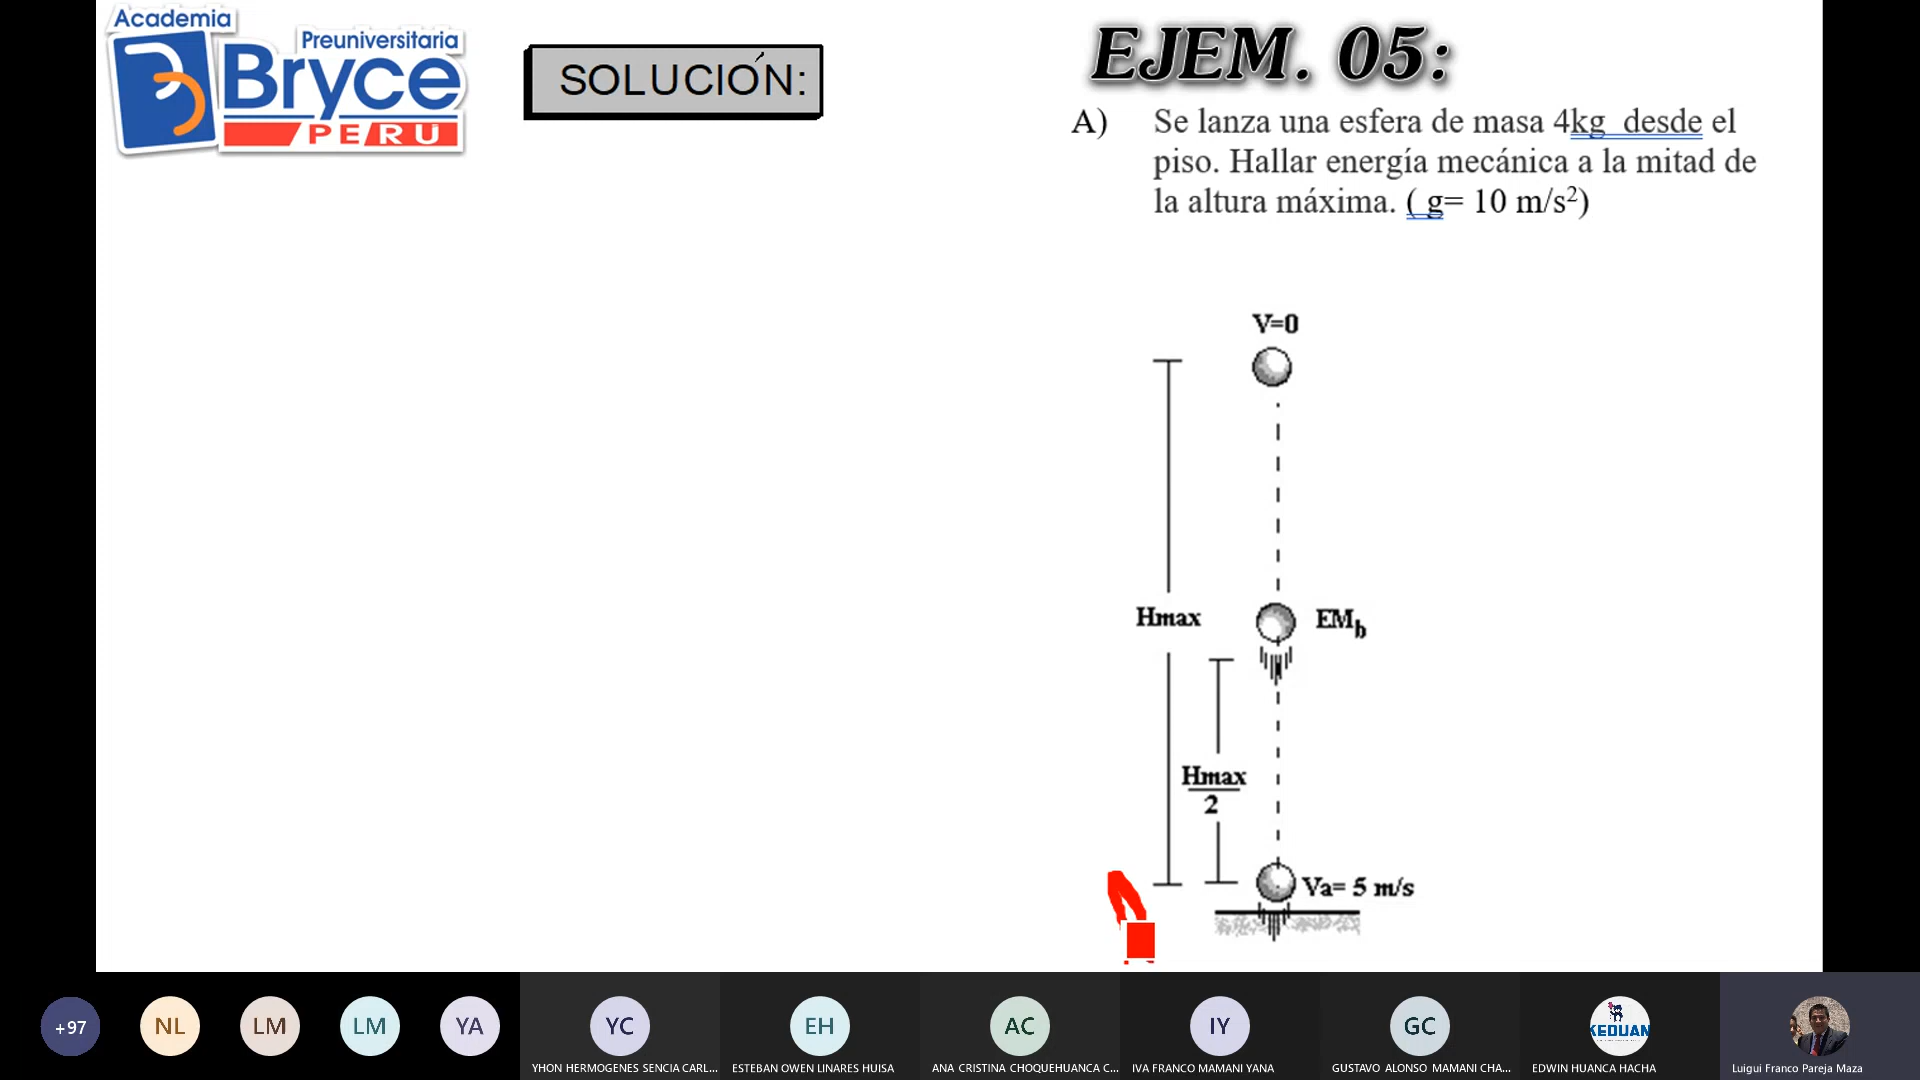 Academia
Preuniversitaria
Bryce
PERU
SOLUCIÓN:
EJEM. 05:
A) Se lanza una esfera de masa 4kg desde el
piso. Hallar energía mecánica a la mitad de
la altura máxima. ( g= 10 m/s²)
V=0
Hmax
EMb
Hmax
2
Va= 5 m/s
+97
NL
LM
LM
YA
YC
EH
AC
IY
GC
KEDUAN
YHON HERMOGENES SENCIA CARL...
ESTEBAN OWEN LINARES HUISA
ANA CRISTINA CHOQUEHUANCA C...
IVA FRANCO MAMANI YANA
GUSTAVO ALONSO MAMANI CHA...
EDWIN HUANCA HACHA
Luigui Franco Pareja Maza